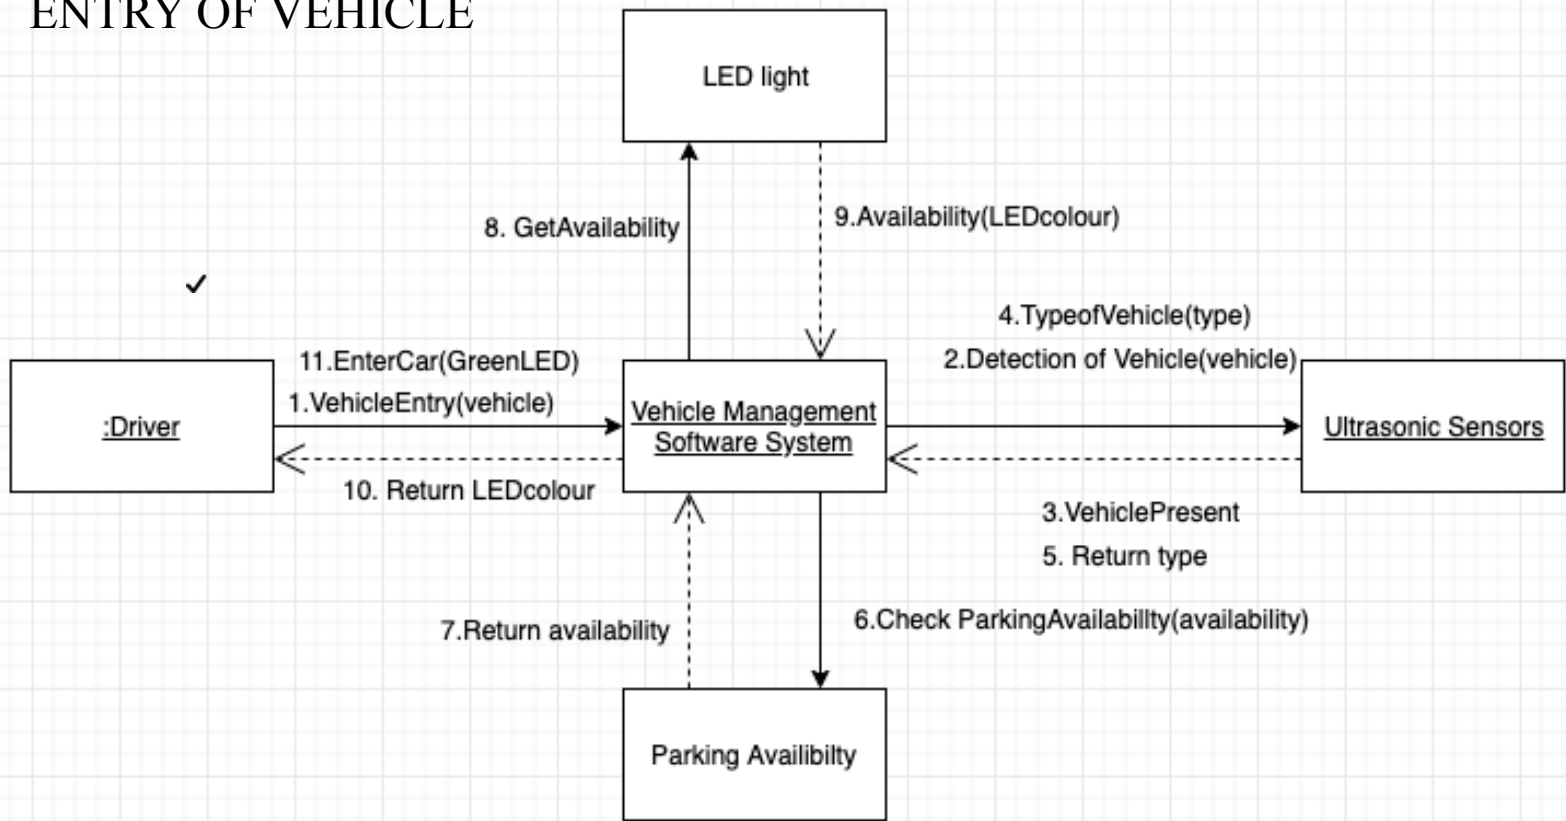 ENTRY OF VEHICLE
LED light
8. GetAvailability
9.Availability(LEDcolour)
4.TypeofVehicle(type)
2.Detection of Vehicle(vehicle)
11.EnterCar(GreenLED)
1.VehicleEntry(vehicle)
:Driver
Vehicle Management
Software System
Ultrasonic Sensors
10. Return LEDcolour
3.VehiclePresent
5. Return type
7.Return availability
6.Check ParkingAvailabillty(availability)
Parking Availibilty